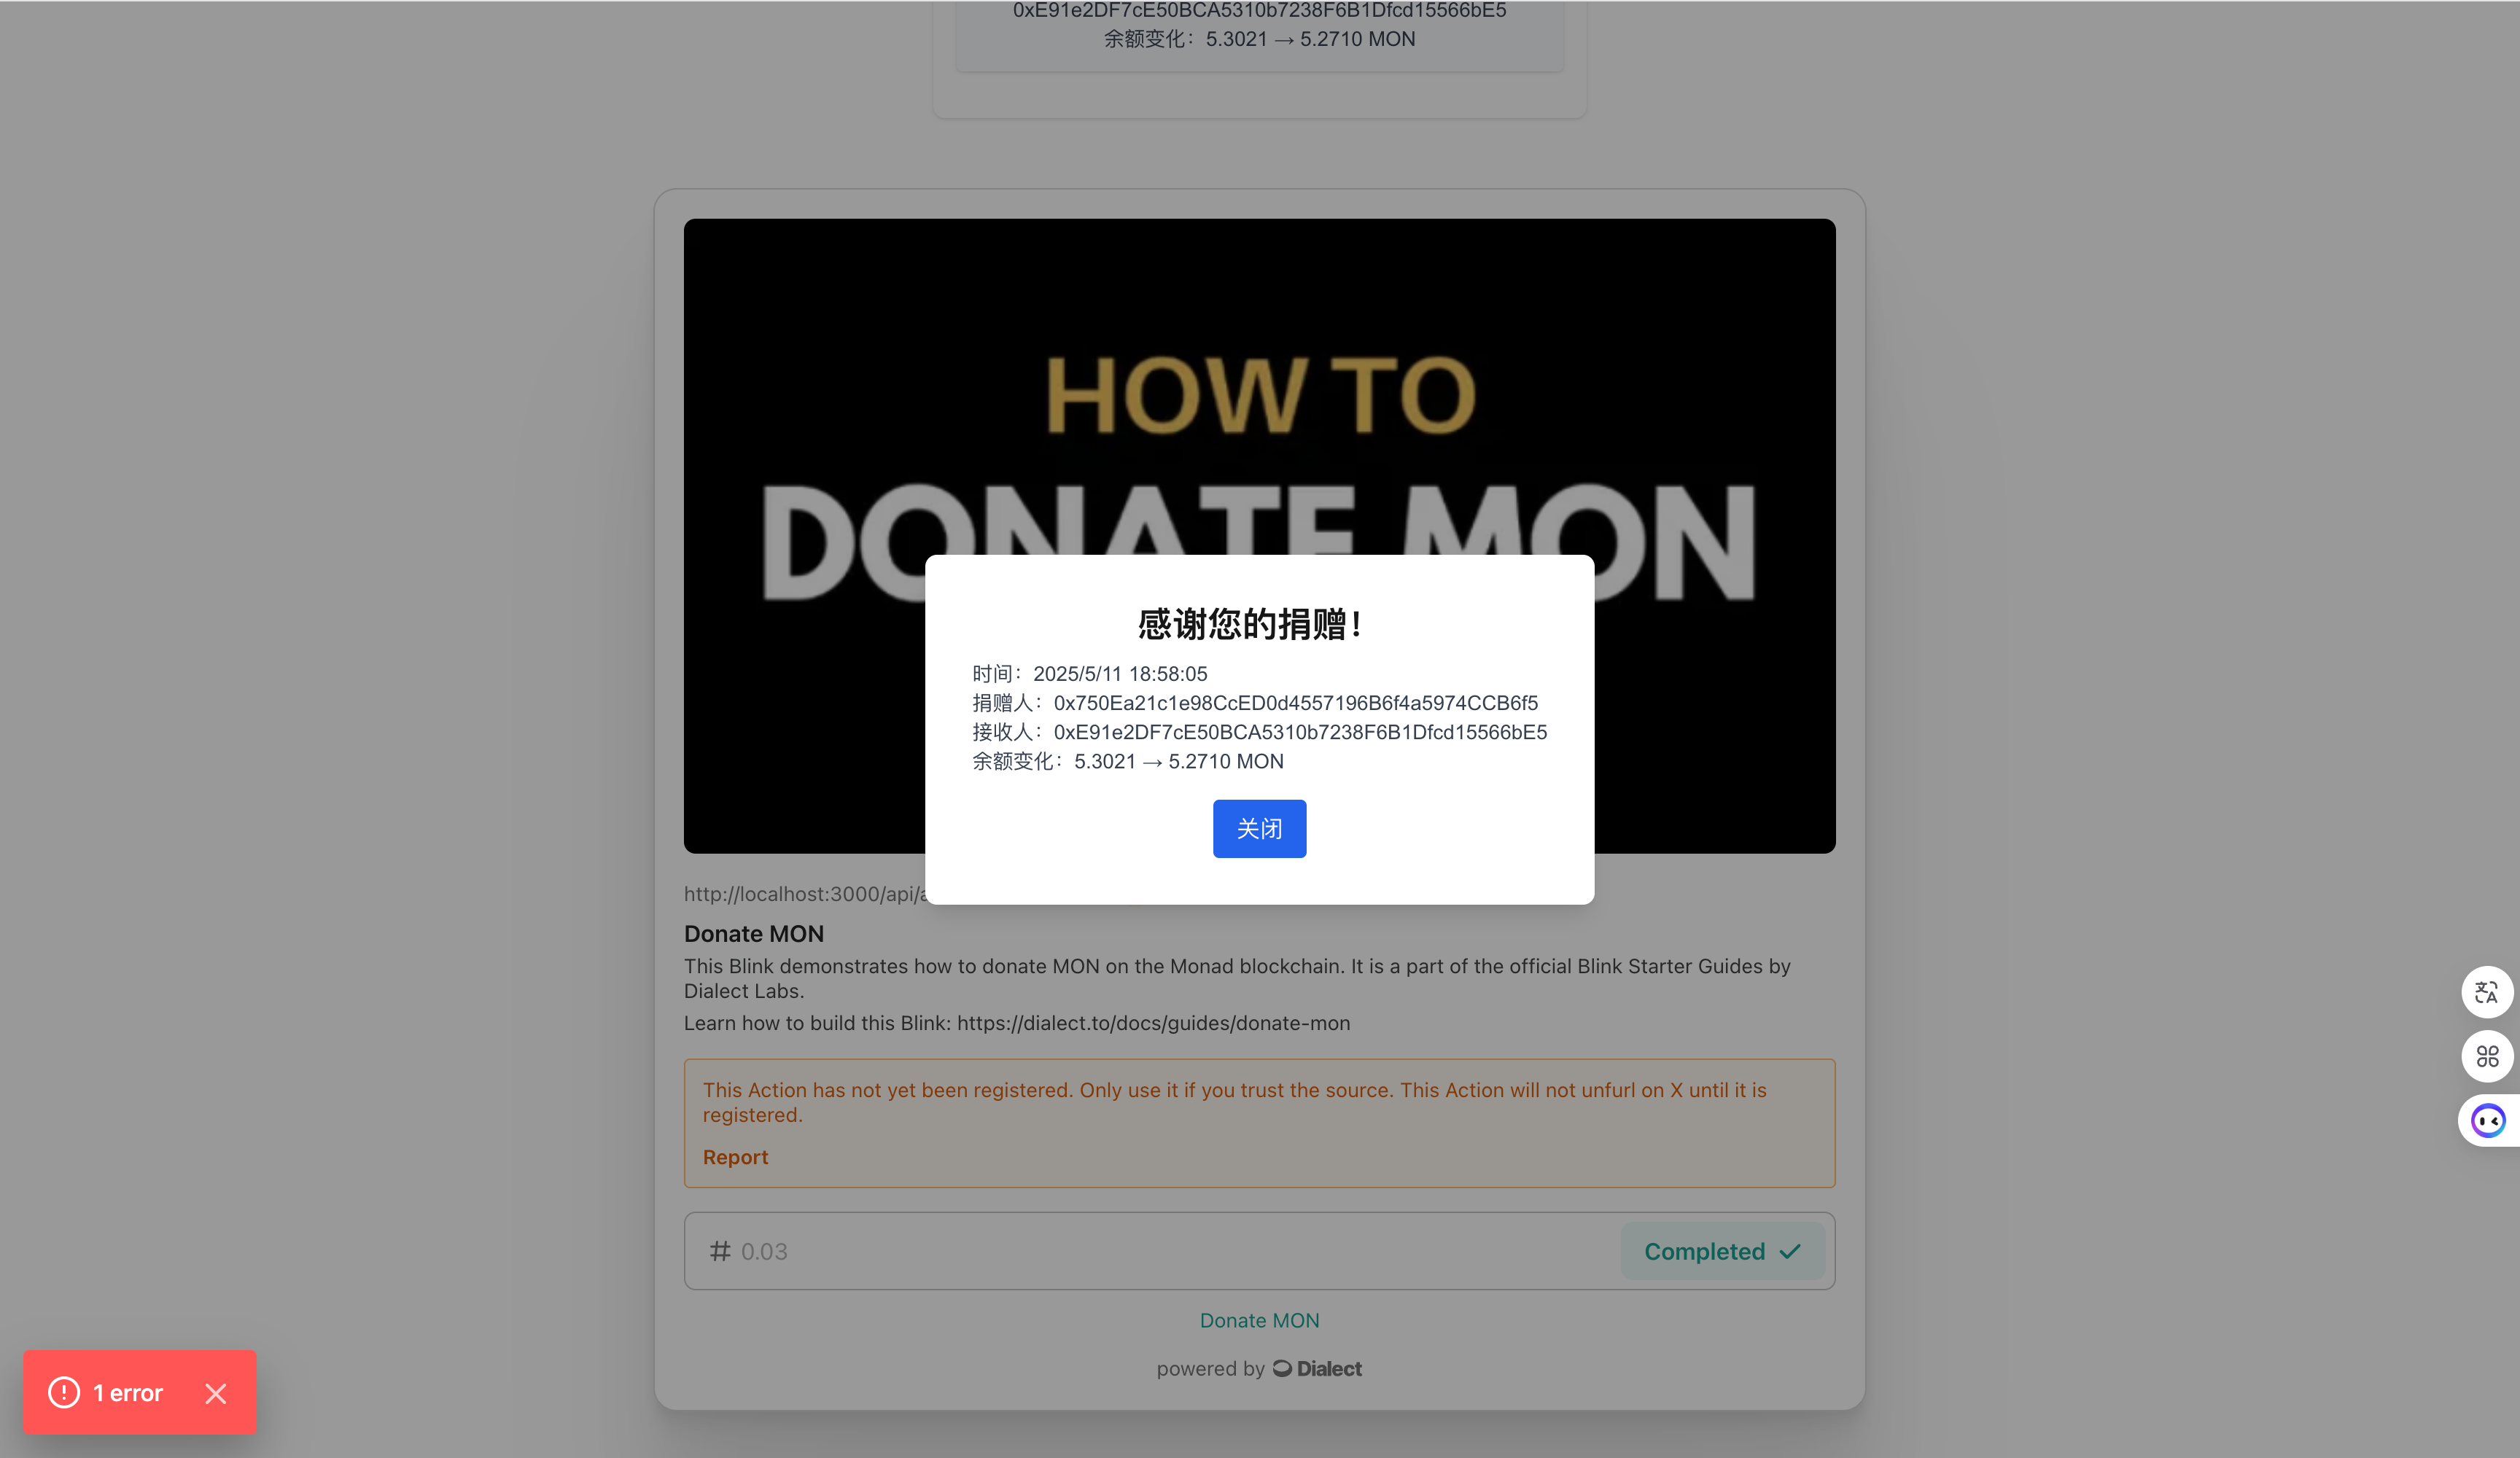 0xE91e2DF7cE50BCA5310b7238F6B1Dfcd15566bE5
余额变化：5.3021 → 5.2710 MON
HOW TO
DONATE MON
感谢您的捐赠！
时间：2025/5/11 18:58:05
捐赠人：0x750Ea21c1e98CcED0d4557196B6f4a5974CCB6f5
接收人：0xE91e2DF7cE50BCA5310b7238F6B1Dfcd15566bE5
余额变化：5.3021 → 5.2710 MON
关闭
http://localhost:3000/api/
Donate MON
This Blink demonstrates how to donate MON on the Monad blockchain. It is a part of the official Blink Starter Guides by
Dialect Labs.
Learn how to build this Blink: https://dialect.to/docs/guides/donate-mon
This Action has not yet been registered. Only use it if you trust the source. This Action will not unfurl on X until it is
registered.
Report
# 0.03
Completed
Donate MON
powered by Dialect
1 error